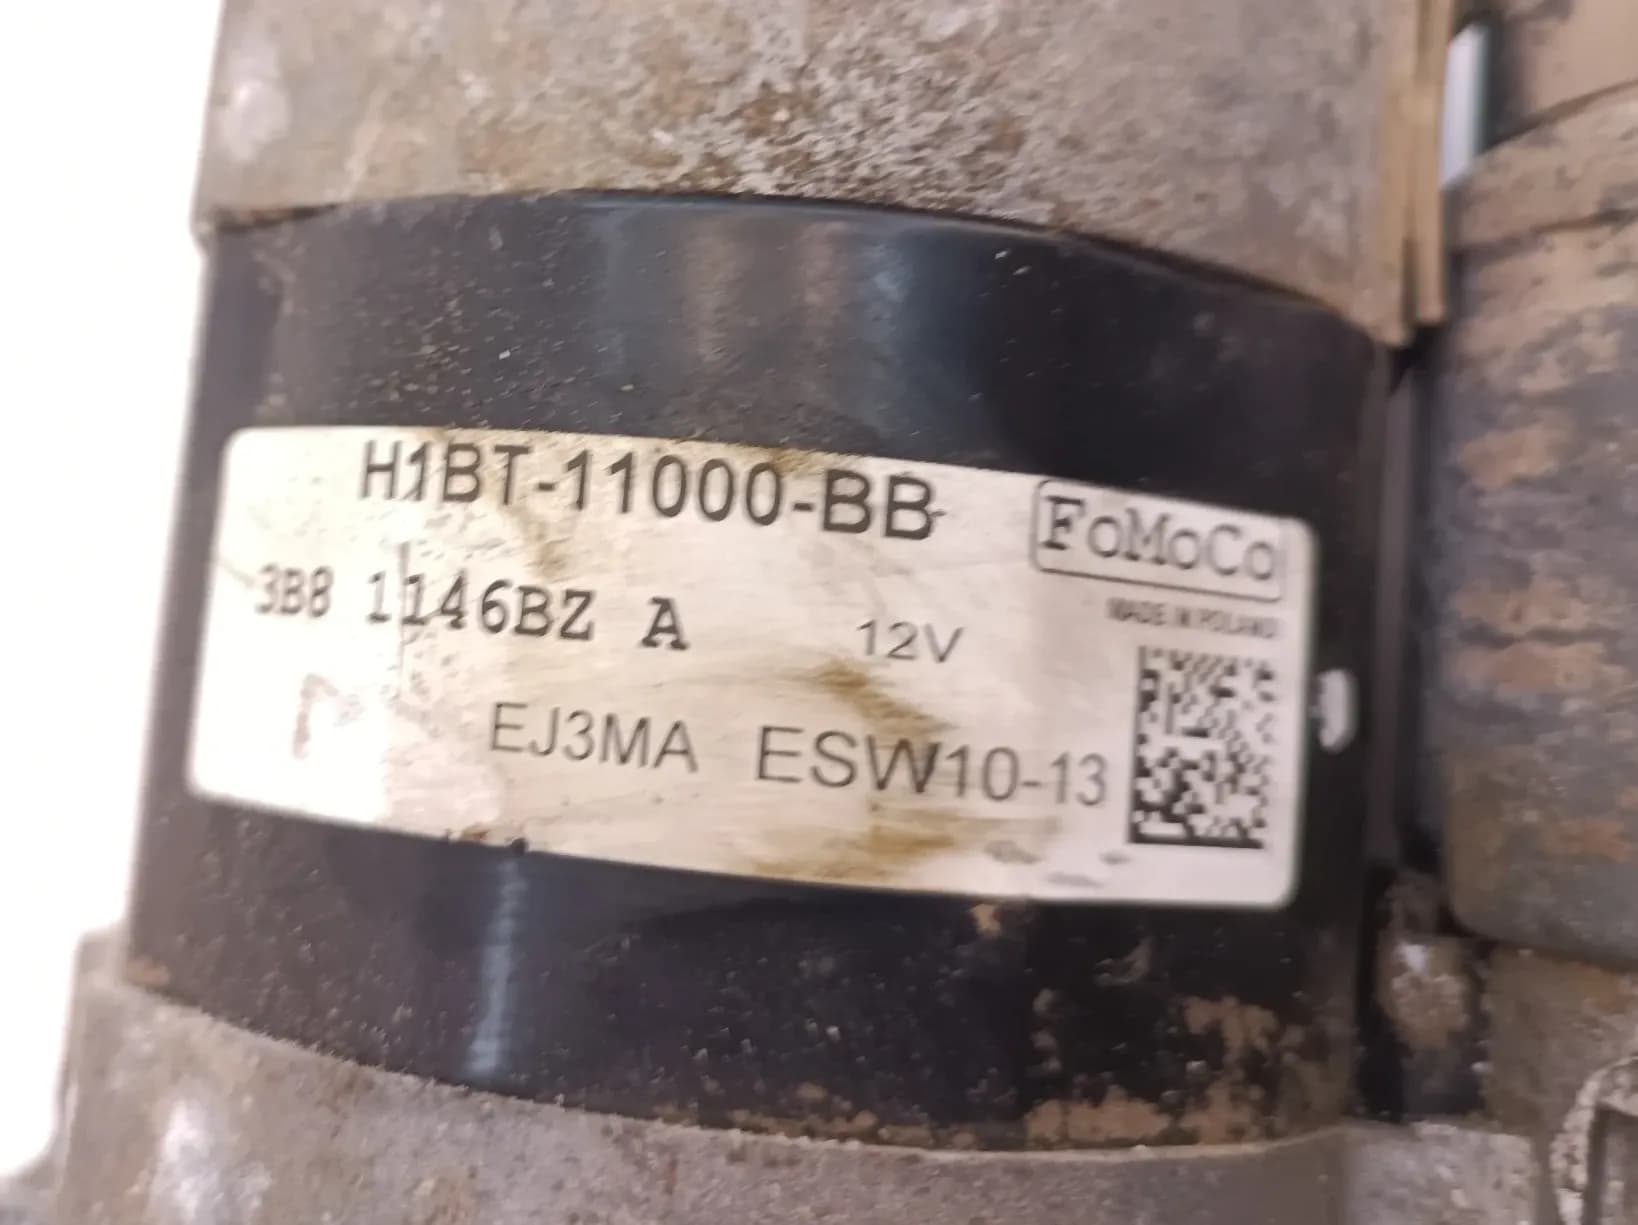 H1BT-11000-BB
FoMoCo
MADE IN POLAND
3B8 1146BZ A
12V
EJ3MA ESW10-13